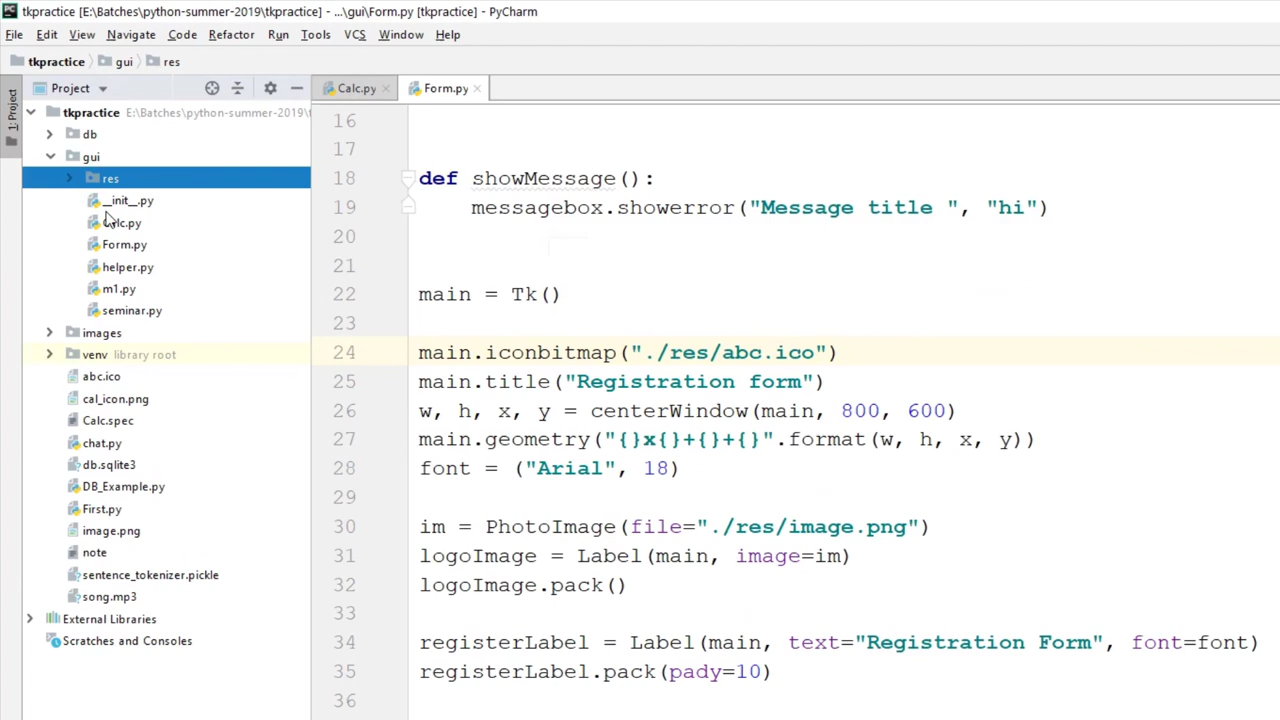 tkpractice [E:\Batches\python-summer-2019\tkpractice] - ...\gui\Form.py [tkpractice] - PyCharm
File Edit View Navigate Code Refactor Run Tools VCS Window Help
tkpractice gui res
1: Project
Project
Calc.py Form.py
tkpractice E:\Batches\python-summer-2019\t
db
gui
res
__init__.py
Calc.py
Form.py
helper.py
m1.py
seminar.py
images
venv library root
abc.ico
cal_icon.png
Calc.spec
chat.py
db.sqlite3
DB_Example.py
First.py
image.png
note
sentence_tokenizer.pickle
song.mp3
External Libraries
Scratches and Consoles
16
17
18 def showMessage():
19 messagebox.showerror("Message title ", "hi")
20
21
22 main = Tk()
23
24 main.iconbitmap("./res/abc.ico")
25 main.title("Registration form")
26 w, h, x, y = centerWindow(main, 800, 600)
27 main.geometry("{}x{}+{}+{}".format(w, h, x, y))
28 font = ("Arial", 18)
29
30 im = PhotoImage(file="./res/image.png")
31 logoImage = Label(main, image=im)
32 logoImage.pack()
33
34 registerLabel = Label(main, text="Registration Form", font=font)
35 registerLabel.pack(pady=10)
36